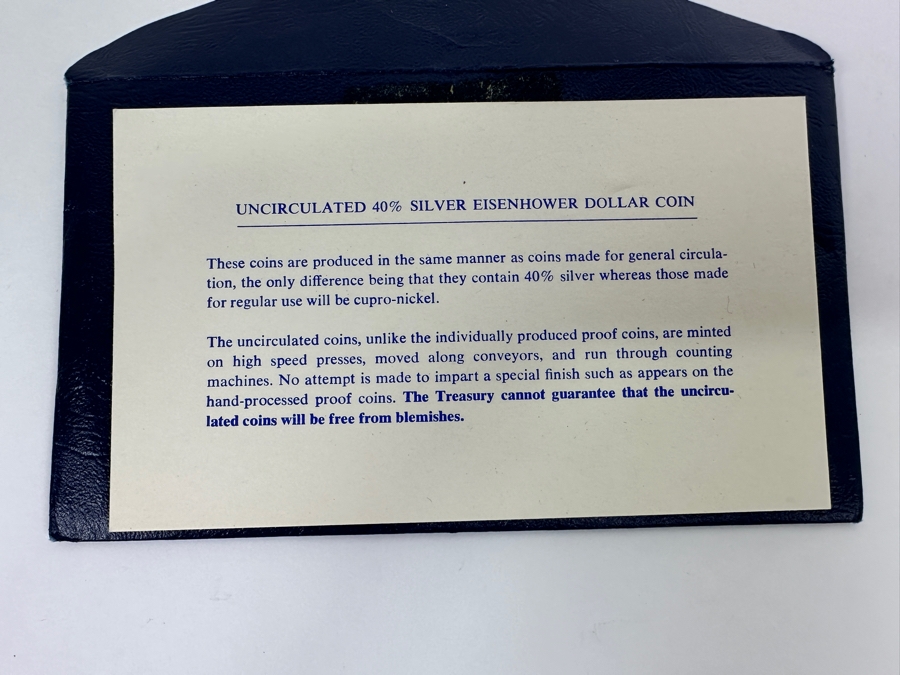 UNCIRCULATED 40% SILVER EISENHOWER DOLLAR COIN
These coins are produced in the same manner as coins made for general circula-
tion, the only difference being that they contain 40% silver whereas those made
for regular use will be cupro-nickel.
The uncirculated coins, unlike the individually produced proof coins, are minted
on high speed presses, moved along conveyors, and run through counting
machines. No attempt is made to impart a special finish such as appears on the
hand-processed proof coins. The Treasury cannot guarantee that the uncircu-
lated coins will be free from blemishes.